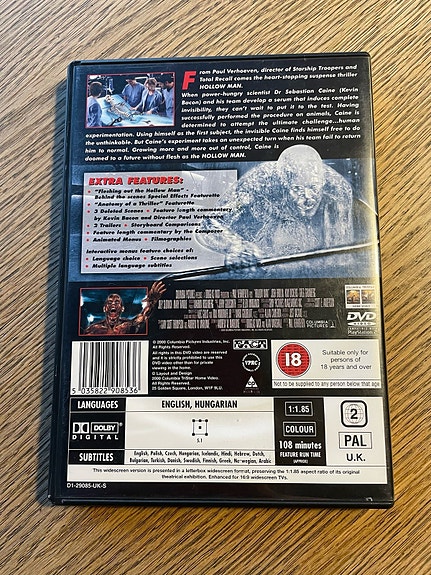 From Paul Verhoeven, director of Starship Troopers and
Total Recall comes the heart-stopping suspense thriller
HOLLOW MAN.
When power-hungry scientist Dr Sebastian Caine (Kevin
Bacon) and his team develop a serum that induces complete
invisibility, they can't wait to put it to the test. Having
successfully performed the procedure on animals, Caine is
determined to attempt the ultimate challenge...human
experimentation. Using himself as the first subject, the invisible Caine finds himself free to do
the unthinkable. But Caine's experiment takes an unexpected turn when his team fail to return
him to normal. Growing more and more out of control, Caine is
doomed to a future without flesh as the HOLLOW MAN.
EXTRA FEATURES:
• "Fleshing out the Hollow Man"
Behind the scenes Special Effects Featurette
• "Anatomy of a Thriller" Featurette
• 3 Deleted Scenes • Feature length commentary
by Kevin Bacon and Director Paul Verhoeven
• 2 Trailers • Storyboard Comparisons
• Feature length commentary by the Composer
• Animated Menus • Filmographies
Interactive menus feature choices of:
• Language choice • Scene selections
• Multiple language subtitles
COLUMBIA
PICTURES
DVD
VIDEO
© 2000 Columbia Pictures Industries, Inc.
All Rights Reserved.
All rights in this DVD video are reserved
and it is strictly prohibited to use this
DVD video other than for private
viewing in the home.
© Layout and Design
2000 Columbia Tristar Home Video.
All Rights Reserved.
25 Golden Square, London, W1F 9LU.
FACT
18
Suitable only for
persons of
18 years and over
Not to be supplied to any person below that age
5 035822 908536
LANGUAGES
ENGLISH, HUNGARIAN
1:1.85
2
DOLBY
DIGITAL
5.1
COLOUR
108 minutes
FEATURE RUN TIME
(APPROX)
PAL
U.K.
SUBTITLES
English, Polish, Czech, Hungarian, Icelandic, Hindi, Hebrew, Dutch,
Bulgarian, Turkish, Danish, Swedish, Finnish, Greek, Norwegian, Arabic
This widescreen version is presented in a letterbox widescreen format, preserving the 1:1.85 aspect ratio of its original
theatrical exhibition. Enhanced for 16:9 widescreen TVs.
D1-29085-UK-S